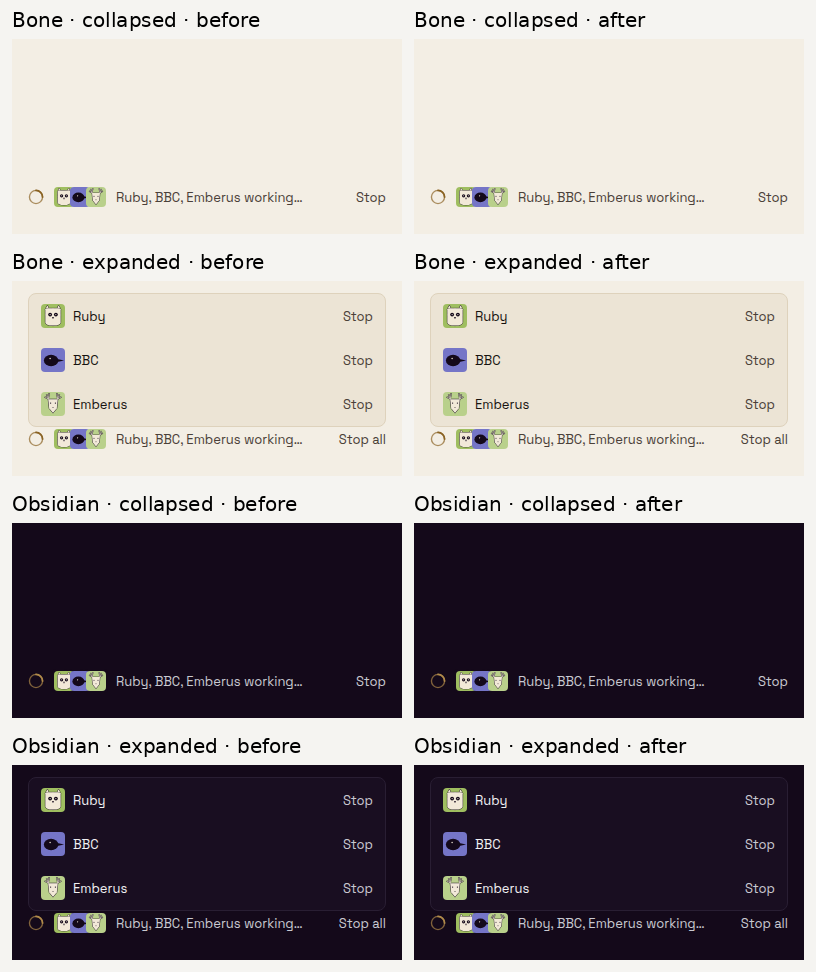 Bone · collapsed · before
Bone · collapsed · after
Ruby, BBC, Emberus working... Stop
Ruby, BBC, Emberus working... Stop
Bone · expanded · before
Bone · expanded · after
Ruby Stop
BBC Stop
Emberus Stop
Ruby, BBC, Emberus working... Stop all
Ruby Stop
BBC Stop
Emberus Stop
Ruby, BBC, Emberus working... Stop all
Obsidian · collapsed · before
Obsidian · collapsed · after
Ruby, BBC, Emberus working... Stop
Ruby, BBC, Emberus working... Stop
Obsidian · expanded · before
Obsidian · expanded · after
Ruby Stop
BBC Stop
Emberus Stop
Ruby, BBC, Emberus working... Stop all
Ruby Stop
BBC Stop
Emberus Stop
Ruby, BBC, Emberus working... Stop all